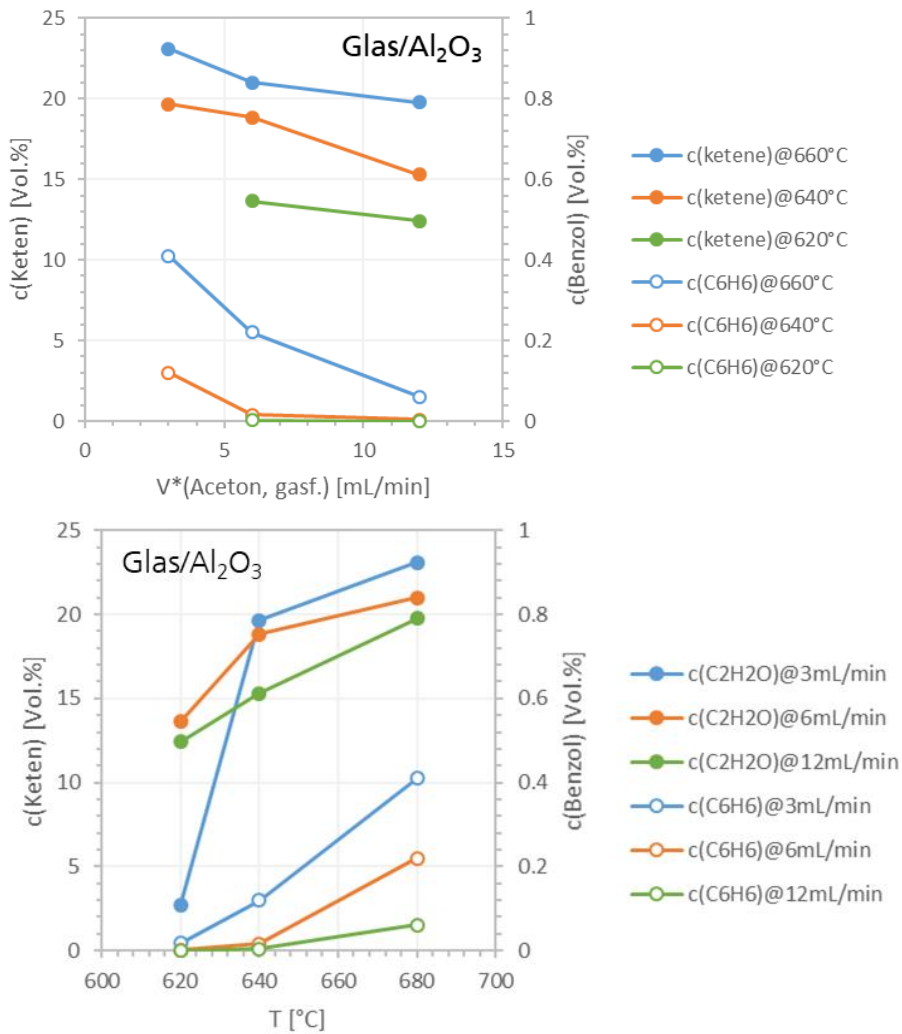 Glas/Al₂O₃
25
20
15
10
5
0
c(Keten) [Vol.%]
1
0.8
0.6
0.4
0.2
0
c(Benzol) [Vol.%]
0 5 10 15
V*(Aceton, gasf.) [mL/min]
c(ketene)@660°C
c(ketene)@640°C
c(ketene)@620°C
c(C6H6)@660°C
c(C6H6)@640°C
c(C6H6)@620°C
Glas/Al₂O₃
25
20
15
10
5
0
c(Keten) [Vol.%]
1
0.8
0.6
0.4
0.2
0
c(Benzol) [Vol.%]
600 620 640 660 680 700
T [°C]
c(C2H2O)@3mL/min
c(C2H2O)@6mL/min
c(C2H2O)@12mL/min
c(C6H6)@3mL/min
c(C6H6)@6mL/min
c(C6H6)@12mL/min